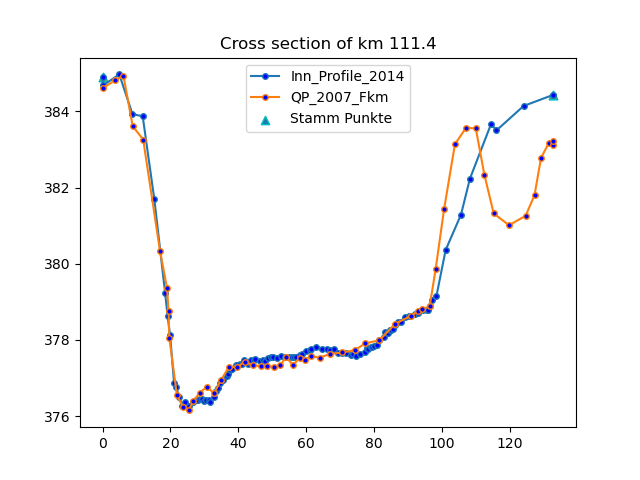 Cross section of km 111.4
Inn_Profile_2014
QP_2007_Fkm
Stamm Punkte
384
382
380
378
376
0 20 40 60 80 100 120